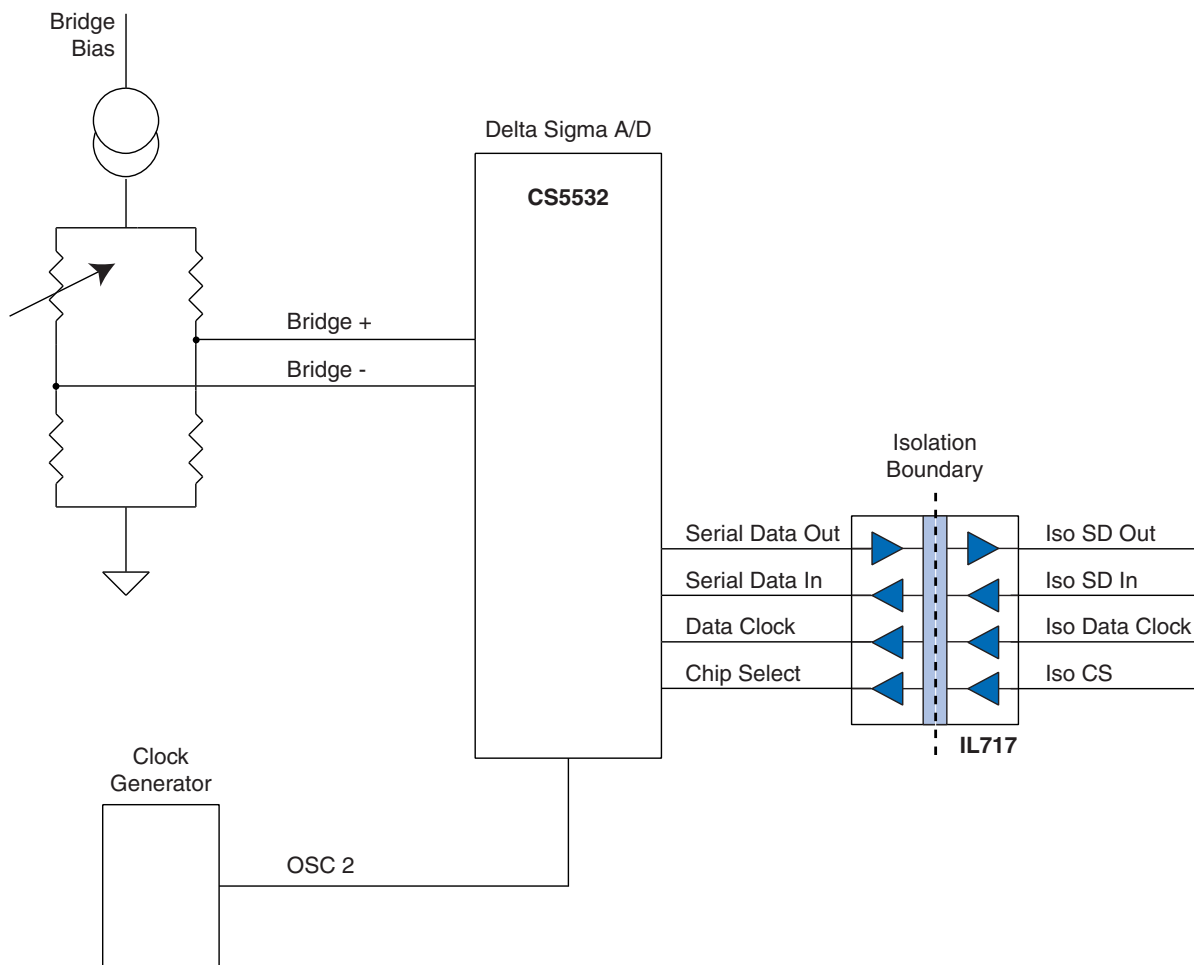 Bridge
Bias
Delta Sigma A/D
CS5532
Bridge +
Bridge -
Isolation
Boundary
Serial Data Out
Iso SD Out
Serial Data In
Iso SD In
Data Clock
Iso Data Clock
Chip Select
Iso CS
IL717
Clock
Generator
OSC 2